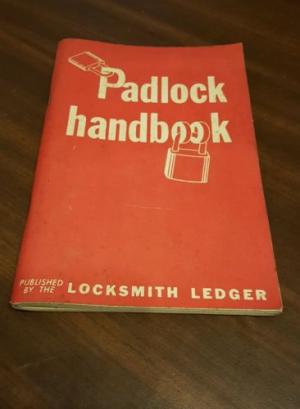 Padlock
handbook
PUBLISHED
BY THE
LOCKSMITH LEDGER